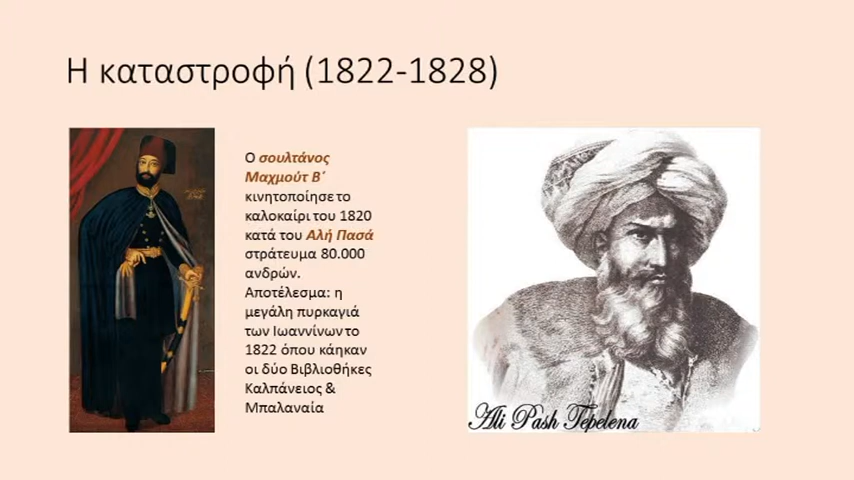 Η καταστροφή (1822-1828)
Ο σουλτάνος
Μαχμούτ Β΄
κινητοποίησε το
καλοκαίρι του 1820
κατά του Αλή Πασά
στράτευμα 80.000
ανδρών.
Αποτέλεσμα: η
μεγάλη πυρκαγιά
των Ιωαννίνων το
1822 όπου κάηκαν
οι δύο Βιβλιοθήκες
Καλπάνειος &
Μπαλαναία
Ali Pash Tepelena